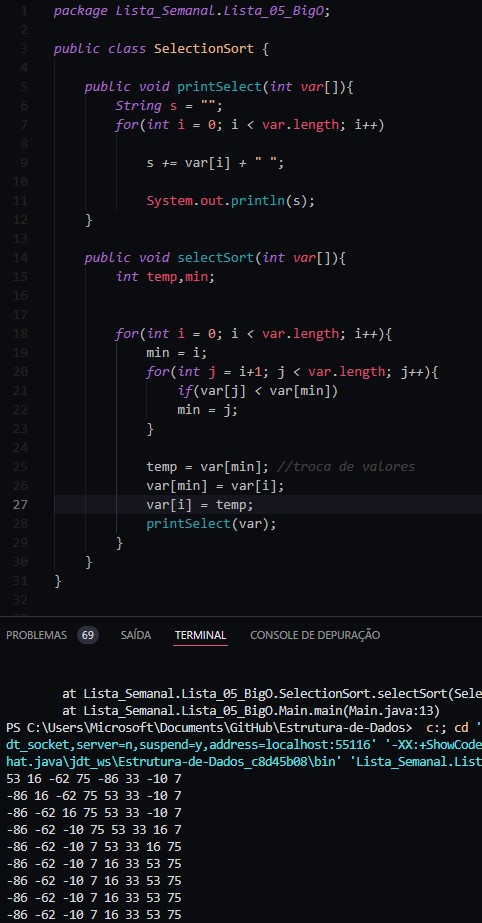 1 package Lista_Semanal.Lista_05_BigO;
2
3 public class SelectionSort {
4
5 public void printSelect(int var[]){
6 String s = "";
7 for(int i = 0; i < var.length; i++)
8
9 s += var[i] + " ";
10
11 System.out.println(s);
12 }
13
14 public void selectSort(int var[]){
15 int temp,min;
16
17
18 for(int i = 0; i < var.length; i++){
19 min = i;
20 for(int j = i+1; j < var.length; j++){
21 if(var[j] < var[min])
22 min = j;
23 }
24
25 temp = var[min]; //troca de valores
26 var[min] = var[i];
27 var[i] = temp;
28 printSelect(var);
29 }
30 }
31 }
32
PROBLEMAS 69 SAÍDA TERMINAL CONSOLE DE DEPURAÇÃO
at Lista_Semanal.Lista_05_BigO.SelectionSort.selectSort(Sele
at Lista_Semanal.Lista_05_BigO.Main.main(Main.java:13)
PS C:\Users\Microsoft\Documents\GitHub\Estrutura-de-Dados> c:; cd '
dt_socket,server=n,suspend=y,address=localhost:55116' '-XX:+ShowCode
hat.java\jdt_ws\Estrutura-de-Dados_c8d45b08\bin' 'Lista_Semanal.List
53 16 -62 75 -86 33 -10 7
-86 16 -62 75 53 33 -10 7
-86 -62 16 75 53 33 -10 7
-86 -62 -10 75 53 33 16 7
-86 -62 -10 7 53 33 16 75
-86 -62 -10 7 16 33 53 75
-86 -62 -10 7 16 33 53 75
-86 -62 -10 7 16 33 53 75